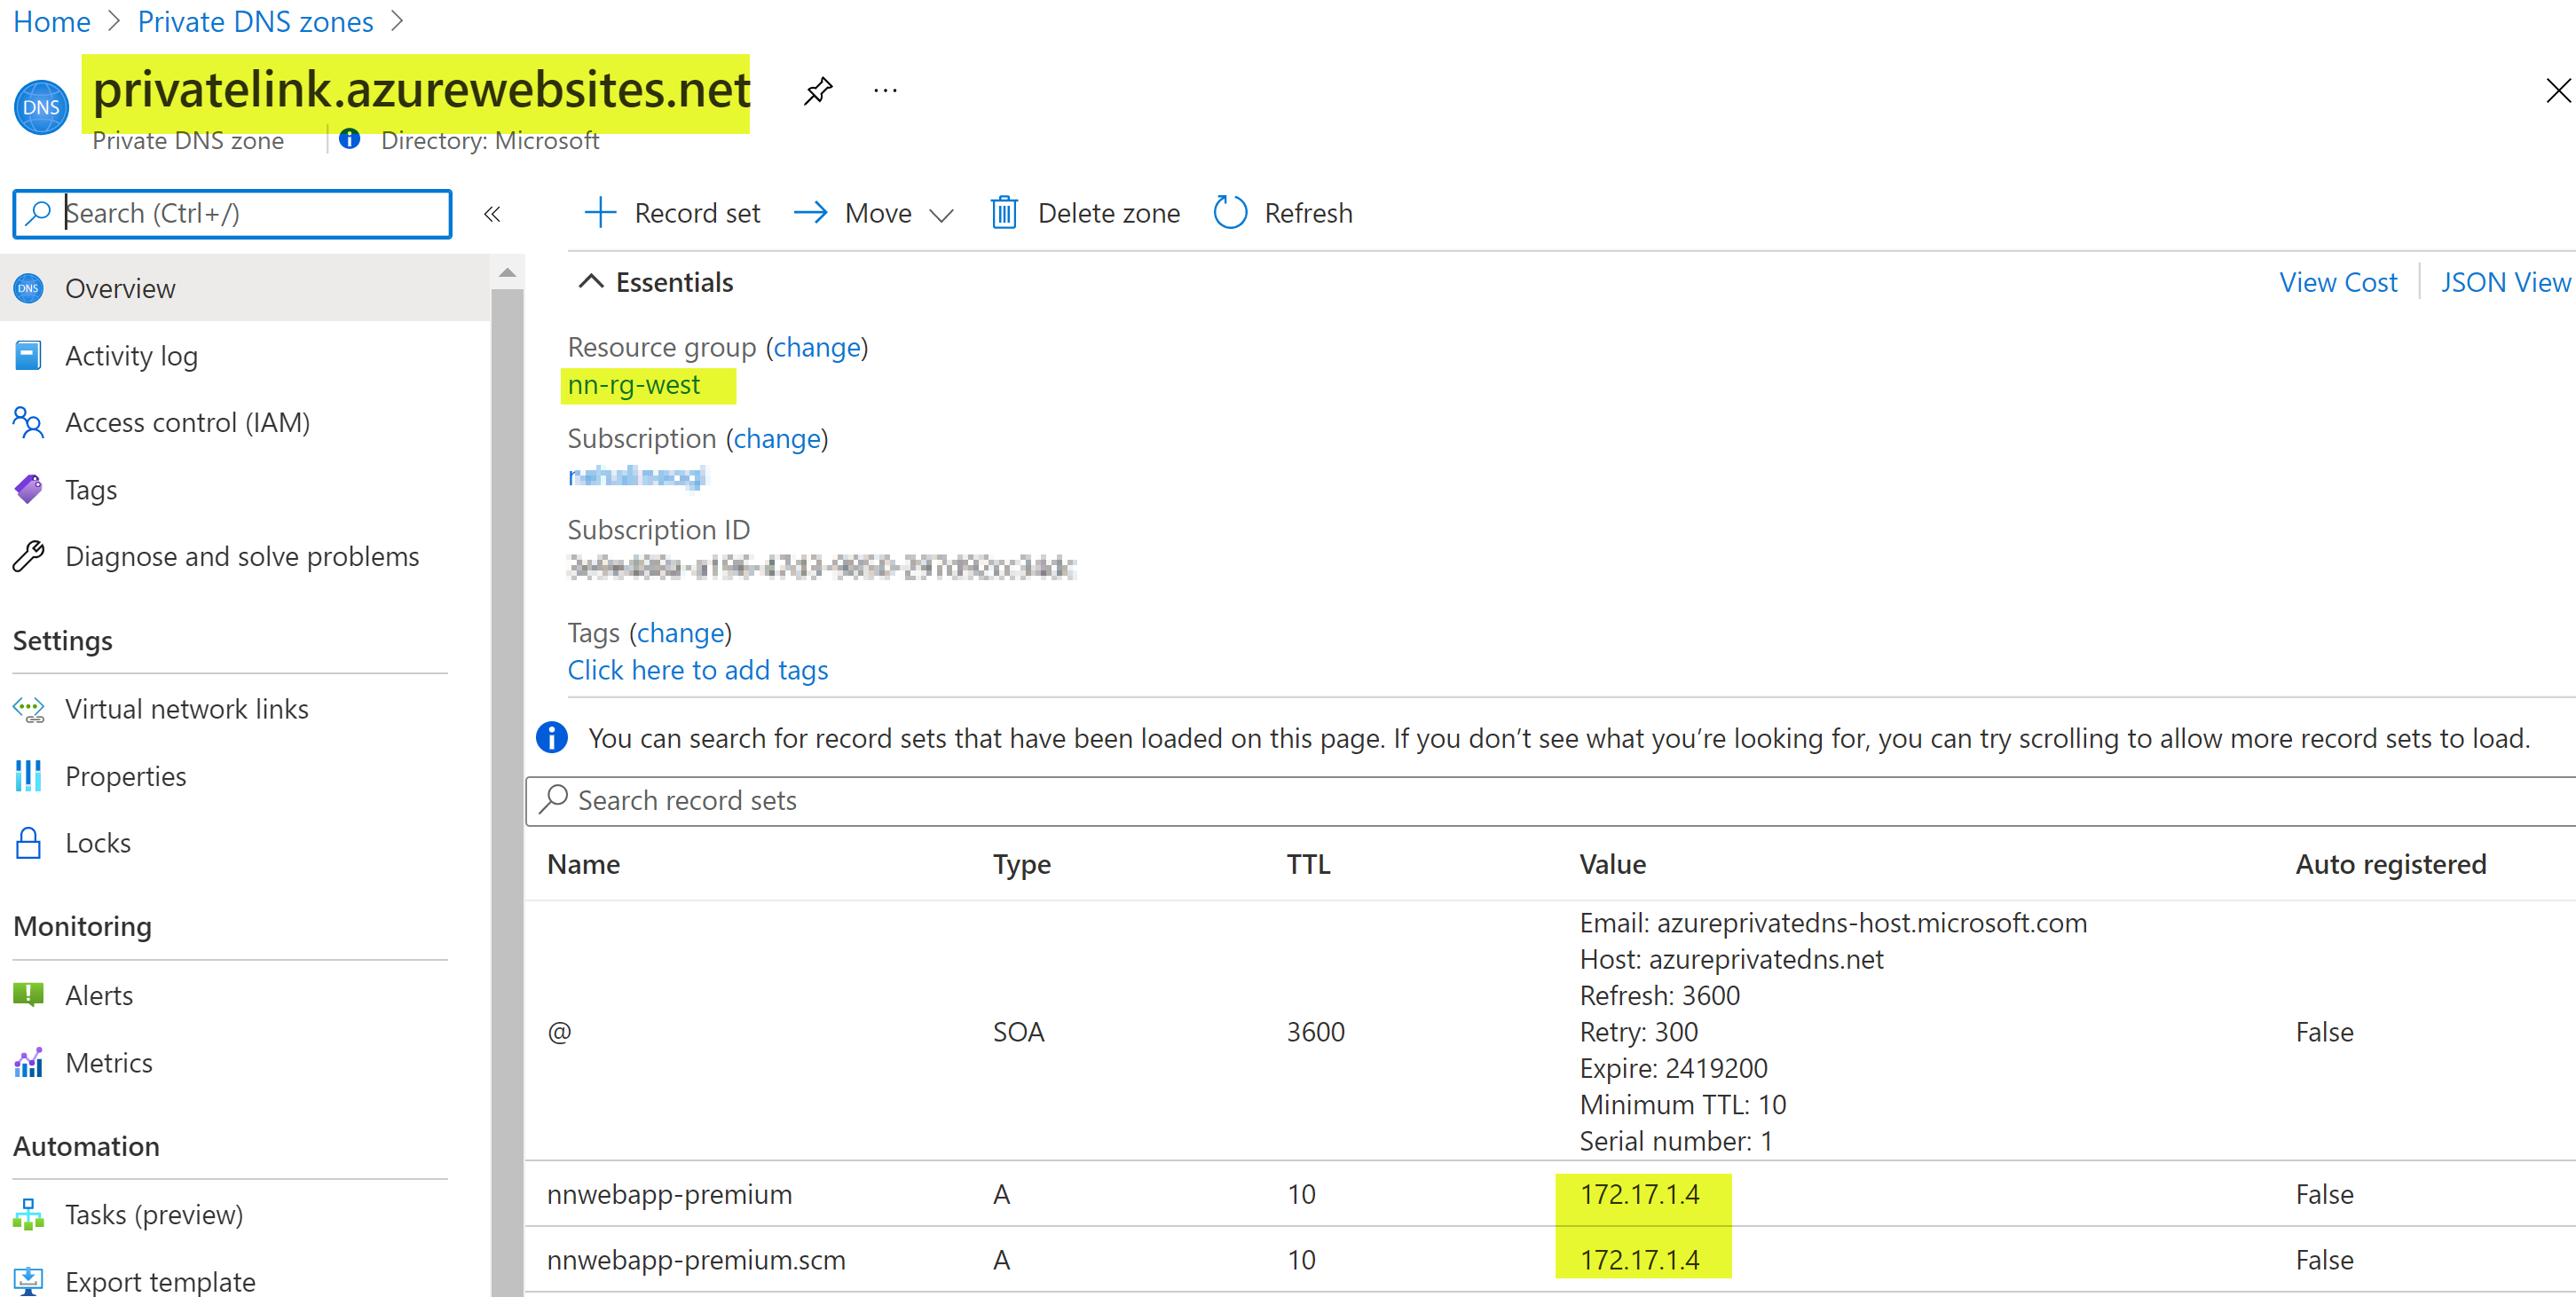 Home > Private DNS zones >
DNS
privatelink.azurewebsites.net
Private DNS zone
Directory: Microsoft
Search (Ctrl+/)
«
Record set
Move
Delete zone
Refresh
DNS
Overview
Activity log
Access control (IAM)
Tags
Diagnose and solve problems
Settings
Virtual network links
Properties
Locks
Monitoring
Alerts
Metrics
Automation
Tasks (preview)
Export template
Essentials
View Cost
JSON View
Resource group (change)
nn-rg-west
Subscription (change)
Subscription ID
Tags (change)
Click here to add tags
You can search for record sets that have been loaded on this page. If you don’t see what you’re looking for, you can try scrolling to allow more record sets to load.
Search record sets
Name Type TTL Value Auto registered
Email: azureprivatedns-host.microsoft.com
Host: azureprivatedns.net
Refresh: 3600
@ SOA 3600 Retry: 300 False
Expire: 2419200
Minimum TTL: 10
Serial number: 1
nnwebapp-premium A 10 172.17.1.4 False
nnwebapp-premium.scm A 10 172.17.1.4 False